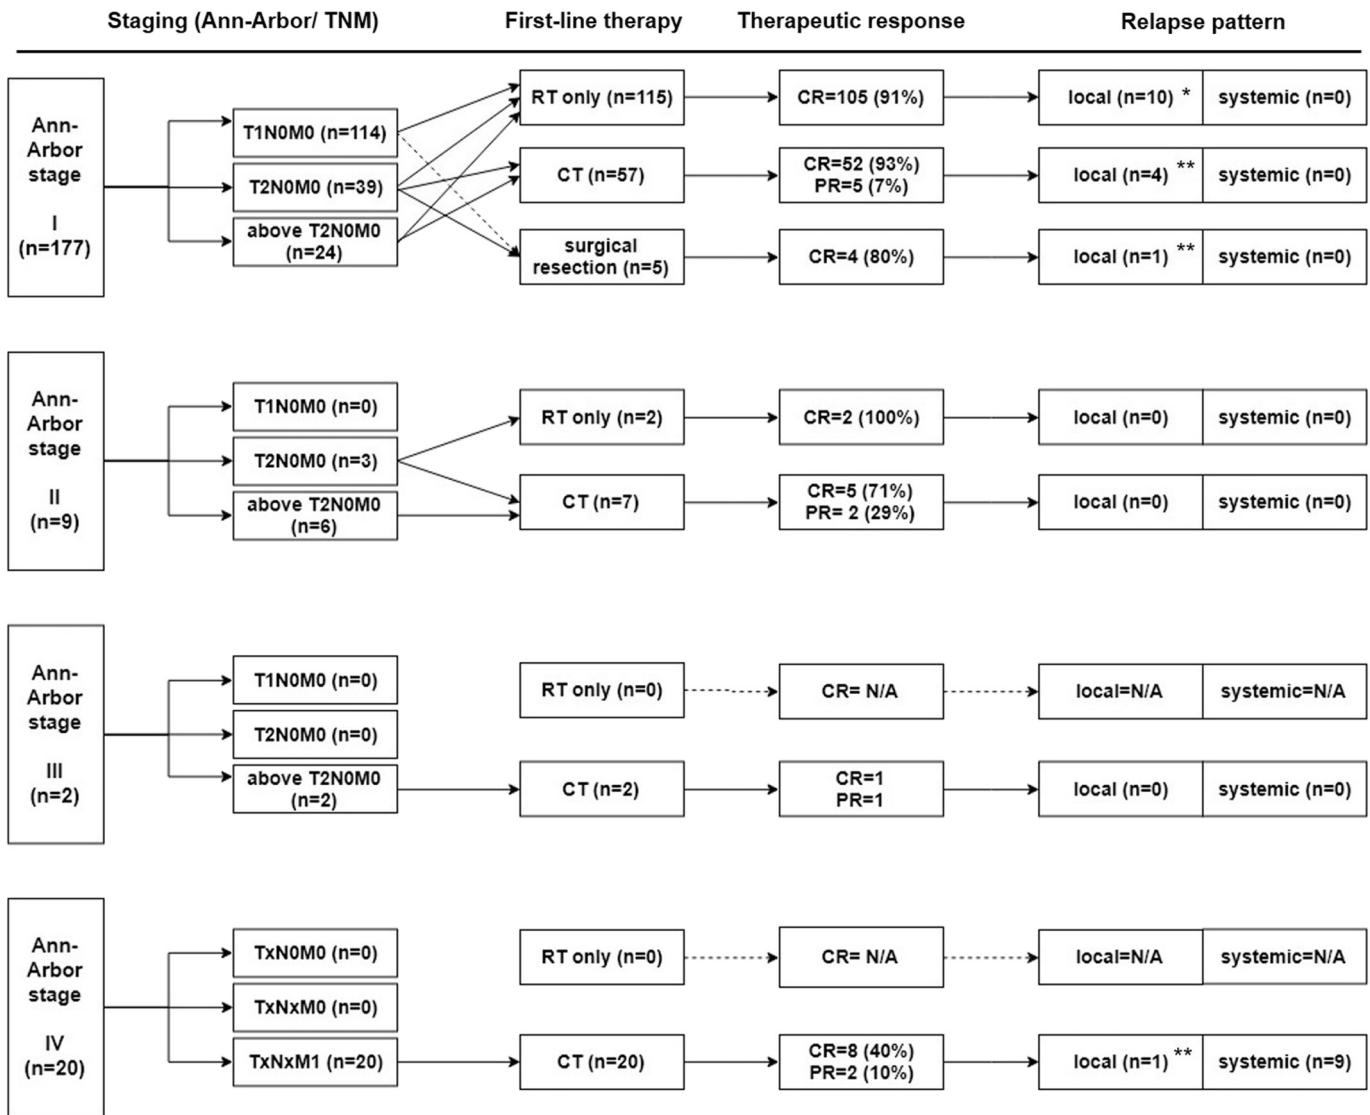 Staging (Ann-Arbor/ TNM)
First-line therapy
Therapeutic response
Relapse pattern
Ann-
Arbor
stage
I
(n=177)
T1N0M0 (n=114)
T2N0M0 (n=39)
above T2N0M0
(n=24)
RT only (n=115)
CR=105 (91%)
local (n=10) *
systemic (n=0)
CT (n=57)
CR=52 (93%)
PR=5 (7%)
local (n=4) **
systemic (n=0)
surgical
resection (n=5)
CR=4 (80%)
local (n=1) **
systemic (n=0)
Ann-
Arbor
stage
II
(n=9)
T1N0M0 (n=0)
T2N0M0 (n=3)
above T2N0M0
(n=6)
RT only (n=2)
CR=2 (100%)
local (n=0)
systemic (n=0)
CT (n=7)
CR=5 (71%)
PR= 2 (29%)
local (n=0)
systemic (n=0)
Ann-
Arbor
stage
III
(n=2)
T1N0M0 (n=0)
T2N0M0 (n=0)
above T2N0M0
(n=2)
RT only (n=0)
CR= N/A
local=N/A
systemic=N/A
CT (n=2)
CR=1
PR=1
local (n=0)
systemic (n=0)
Ann-
Arbor
stage
IV
(n=20)
TxN0M0 (n=0)
TxNxM0 (n=0)
TxNxM1 (n=20)
RT only (n=0)
CR= N/A
local=N/A
systemic=N/A
CT (n=20)
CR=8 (40%)
PR=2 (10%)
local (n=1) **
systemic (n=9)